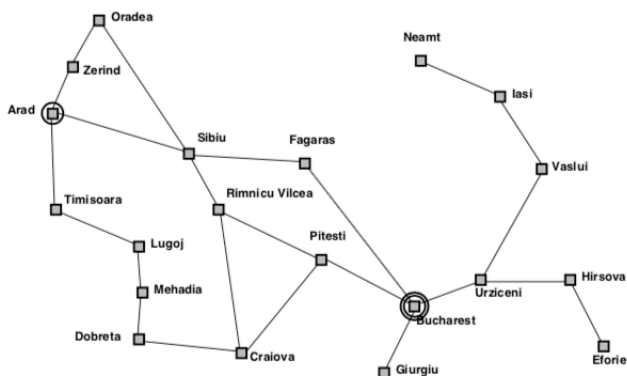 Oradea
Neamt
Zerind
Iasi
Arad
Sibiu
Fagaras
Vaslui
Timisoara
Rimnicu Vilcea
Pitesti
Lugoj
Hirsova
Mehadia
Urziceni
Bucharest
Dobreta
Craiova
Eforie
Giurgiu